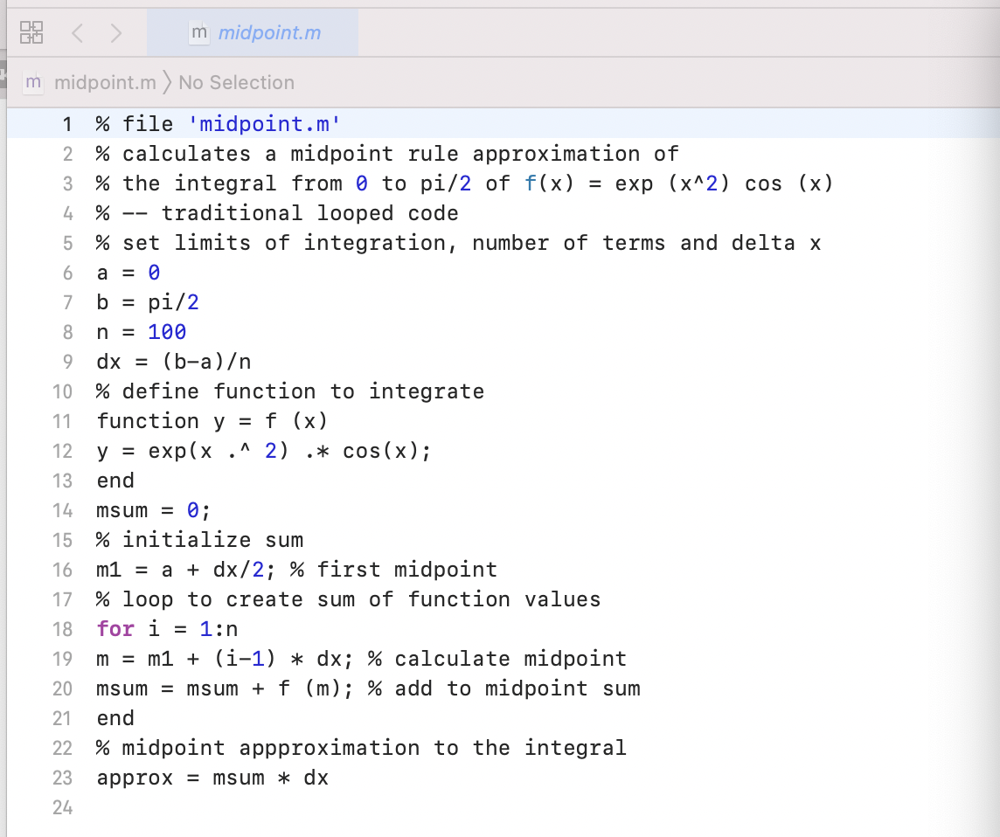 m midpoint.m
m midpoint.m No Selection
1 % file 'midpoint.m'
2 % calculates a midpoint rule approximation of
3 % the integral from 0 to pi/2 of f(x) = exp (x^2) cos (x)
4 % -- traditional looped code
5 % set limits of integration, number of terms and delta x
6 a = 0
7 b = pi/2
8 n = 100
9 dx = (b-a)/n
10 % define function to integrate
11 function y = f (x)
12 y = exp(x .^ 2) .* cos(x);
13 end
14 msum = 0;
15 % initialize sum
16 m1 = a + dx/2; % first midpoint
17 % loop to create sum of function values
18 for i = 1:n
19 m = m1 + (i-1) * dx; % calculate midpoint
20 msum = msum + f (m); % add to midpoint sum
21 end
22 % midpoint appproximation to the integral
23 approx = msum * dx
24